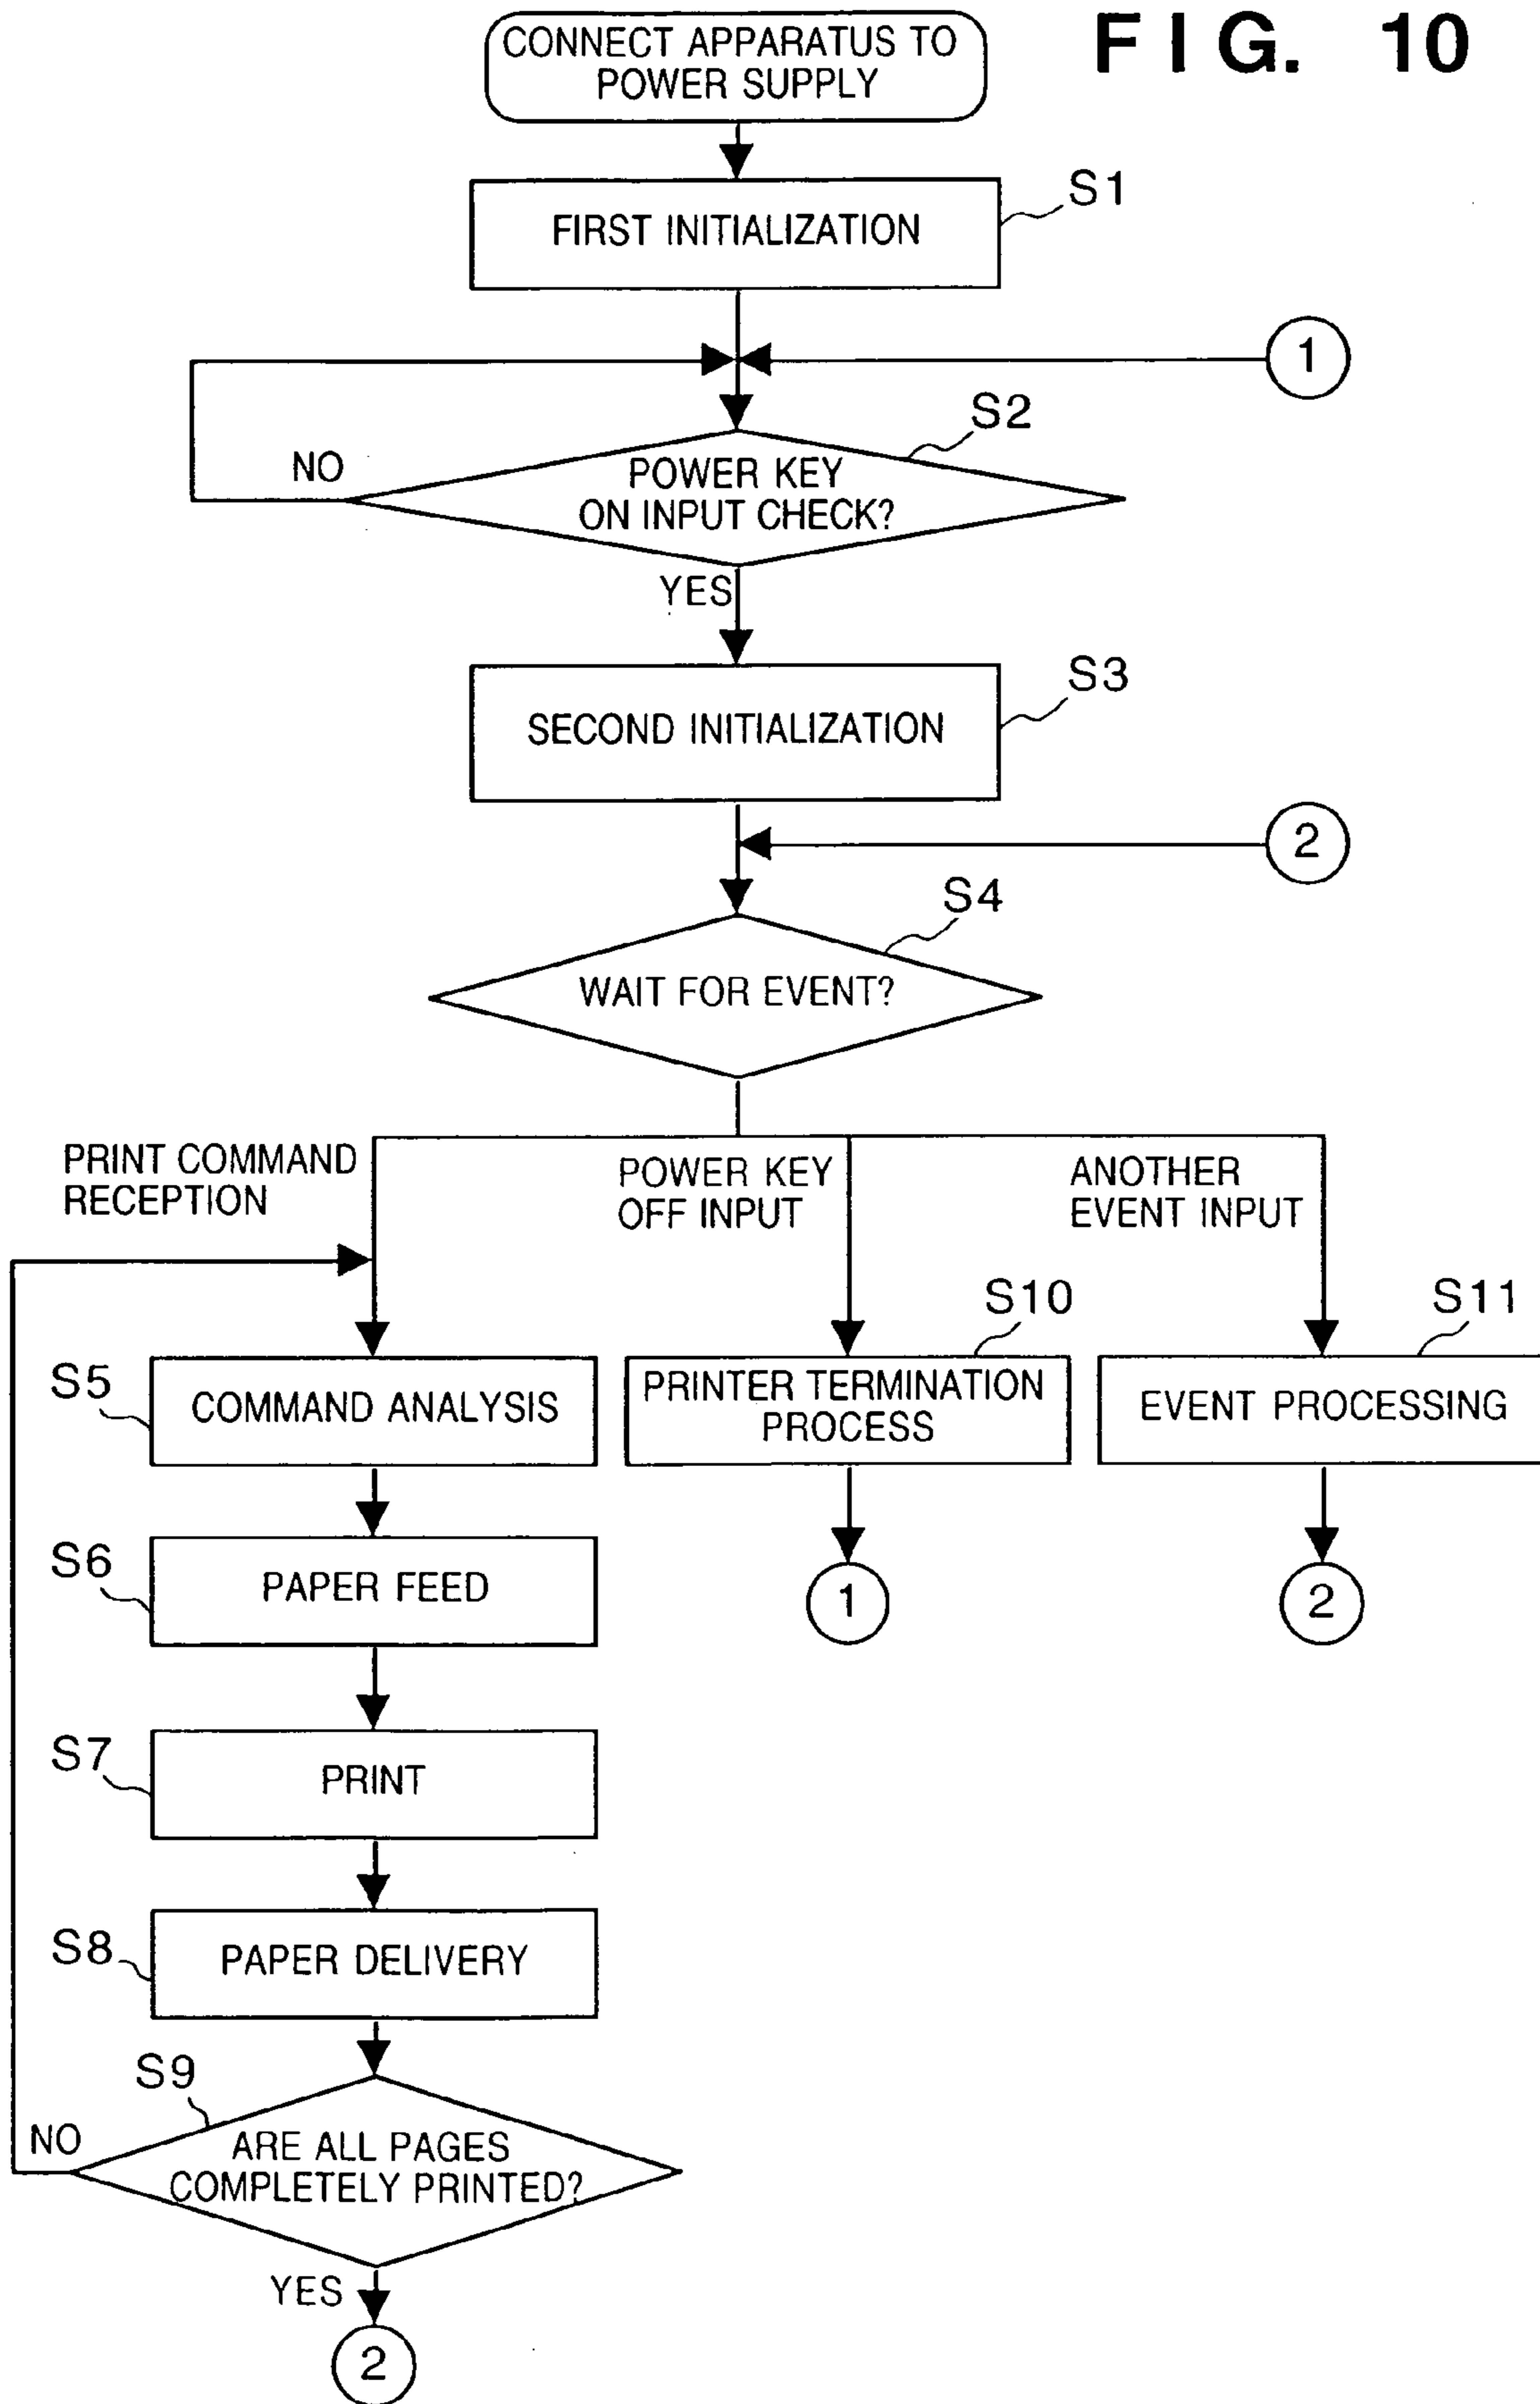 FIG. 10
CONNECT APPARATUS TO
POWER SUPPLY
S1
FIRST INITIALIZATION
1
S2
NO
POWER KEY
ON INPUT CHECK?
YES
S3
SECOND INITIALIZATION
2
S4
WAIT FOR EVENT?
PRINT COMMAND
RECEPTION
POWER KEY
OFF INPUT
ANOTHER
EVENT INPUT
S5
COMMAND ANALYSIS
S10
PRINTER TERMINATION
PROCESS
S11
EVENT PROCESSING
S6
PAPER FEED
1
2
S7
PRINT
S8
PAPER DELIVERY
S9
NO
ARE ALL PAGES
COMPLETELY PRINTED?
YES
2